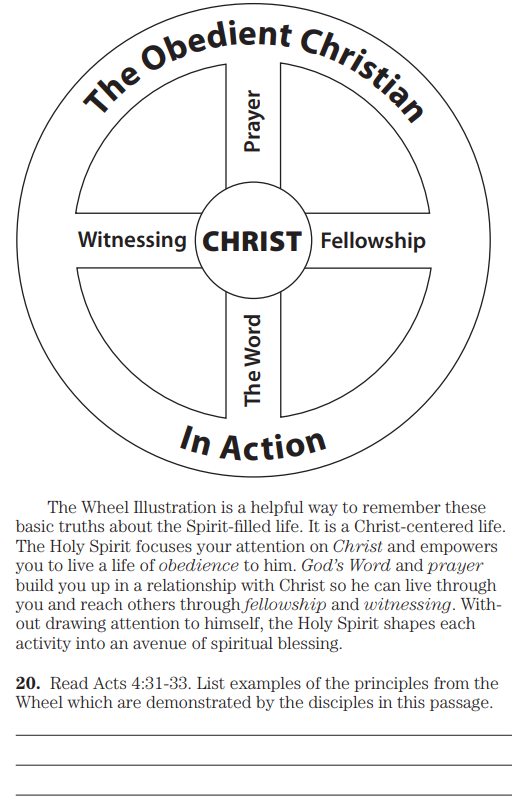 The Obedient Christian
Prayer
Witnessing
CHRIST
Fellowship
The Word
In Action
The Wheel Illustration is a helpful way to remember these
basic truths about the Spirit-filled life. It is a Christ-centered life.
The Holy Spirit focuses your attention on Christ and empowers
you to live a life of obedience to him. God's Word and prayer
build you up in a relationship with Christ so he can live through
you and reach others through fellowship and witnessing. With-
out drawing attention to himself, the Holy Spirit shapes each
activity into an avenue of spiritual blessing.
20. Read Acts 4:31-33. List examples of the principles from the
Wheel which are demonstrated by the disciples in this passage.